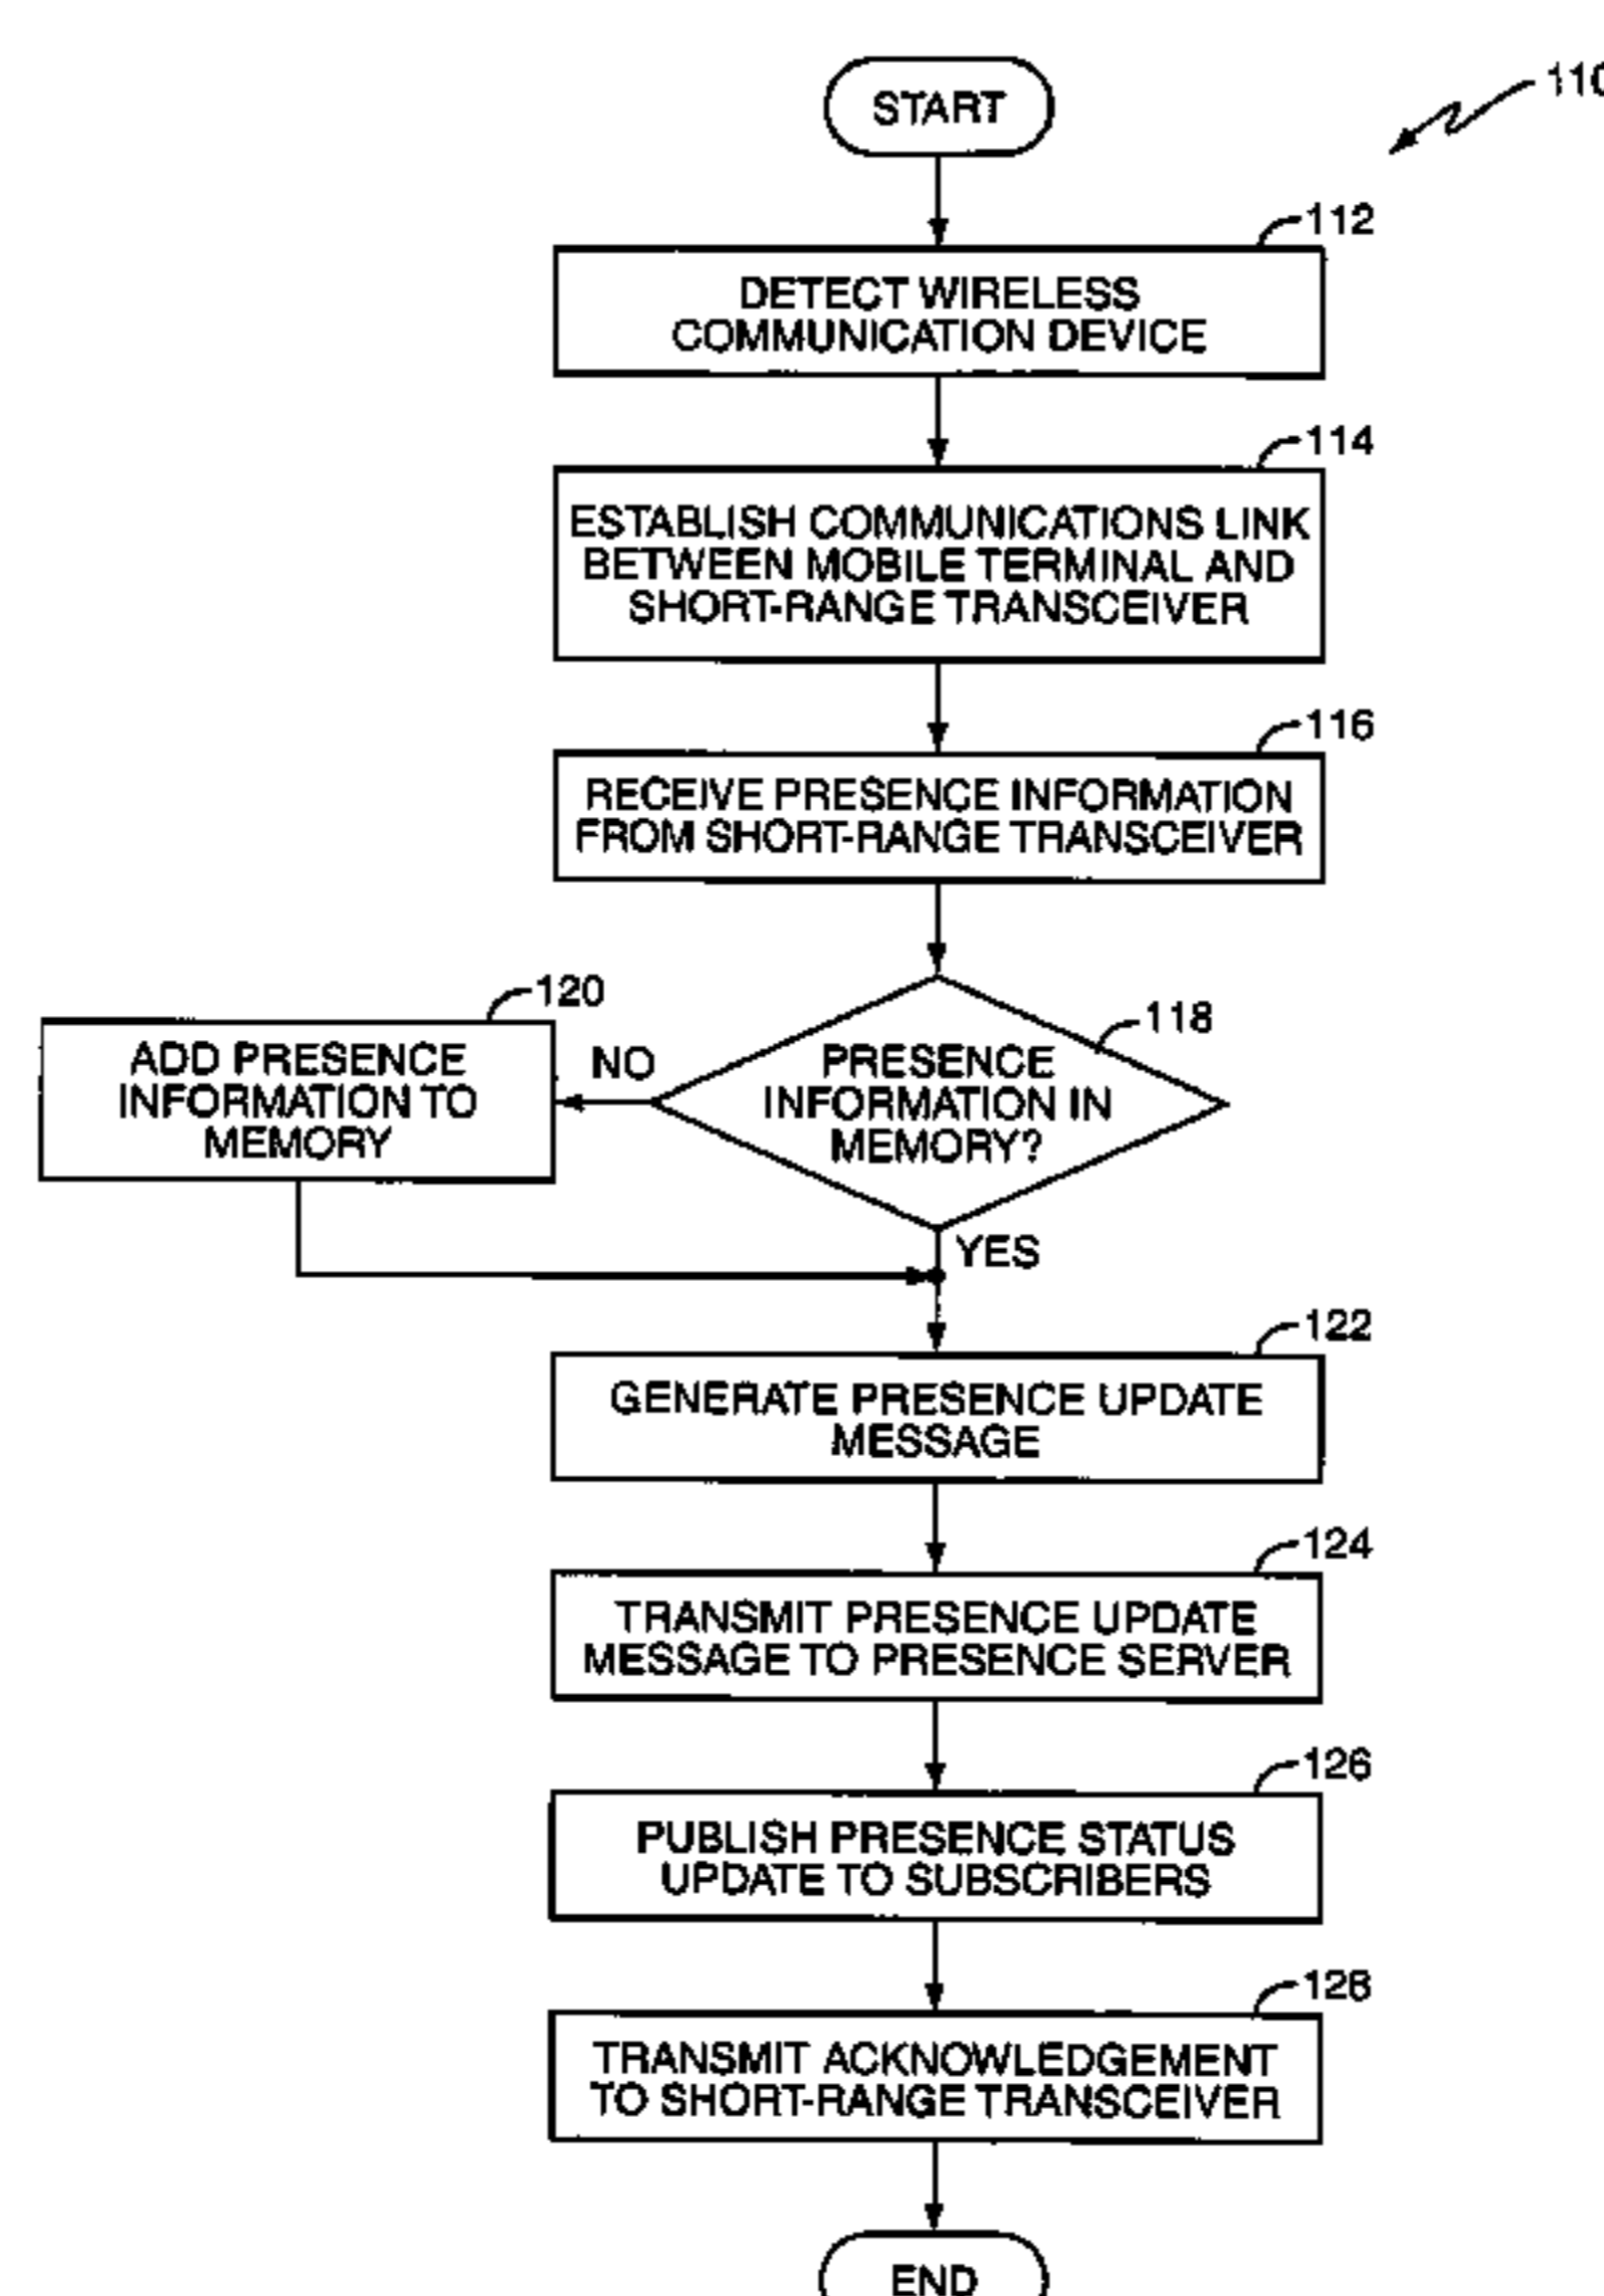 START
110
112
DETECT WIRELESS
COMMUNICATION DEVICE
114
ESTABLISH COMMUNICATIONS LINK
BETWEEN MOBILE TERMINAL AND
SHORT-RANGE TRANSCEIVER
116
RECEIVE PRESENCE INFORMATION
FROM SHORT-RANGE TRANSCEIVER
120
ADD PRESENCE
INFORMATION TO
MEMORY
NO
118
PRESENCE
INFORMATION IN
MEMORY?
YES
122
GENERATE PRESENCE UPDATE
MESSAGE
124
TRANSMIT PRESENCE UPDATE
MESSAGE TO PRESENCE SERVER
126
PUBLISH PRESENCE STATUS
UPDATE TO SUBSCRIBERS
128
TRANSMIT ACKNOWLEDGEMENT
TO SHORT-RANGE TRANSCEIVER
END